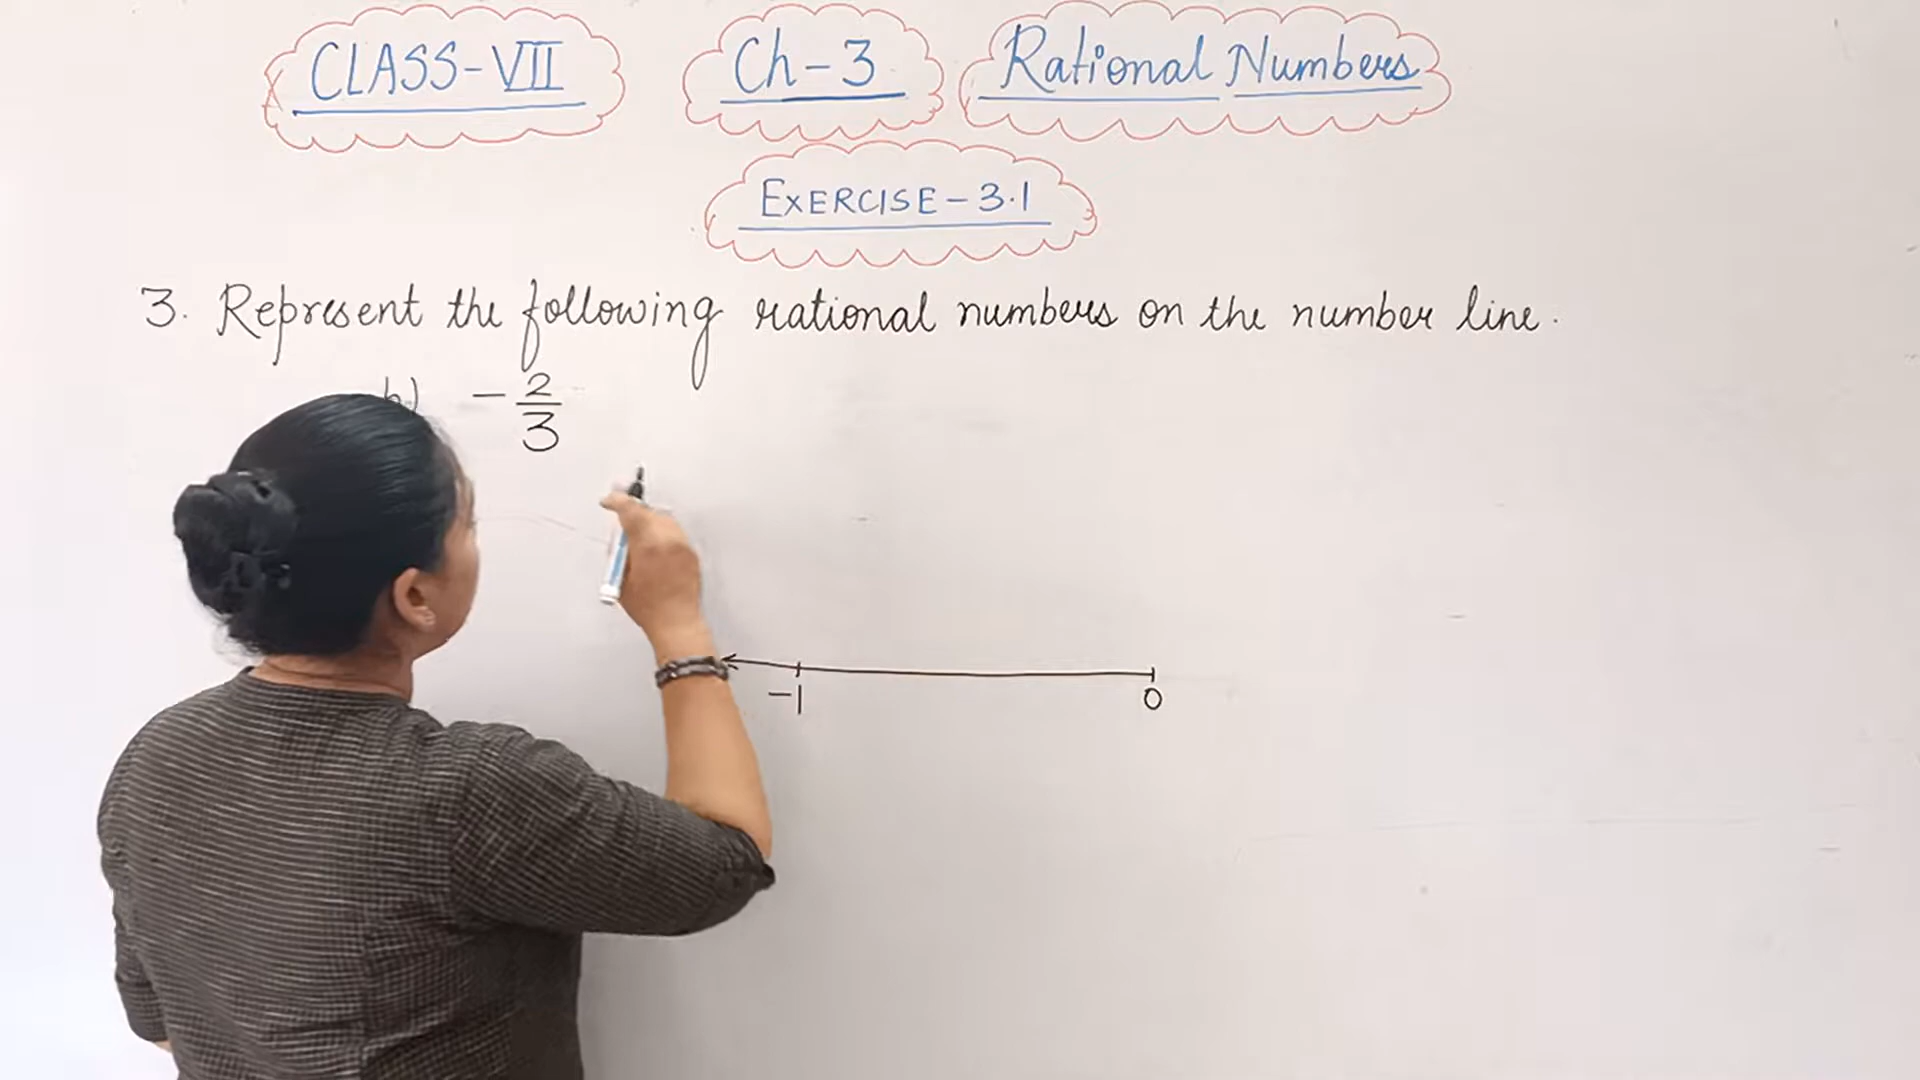 CLASS-VII Ch-3 Rational Numbers
EXERCISE-3.1
3. Represent the following rational numbers on the number line.
b) -2/3
-1 0